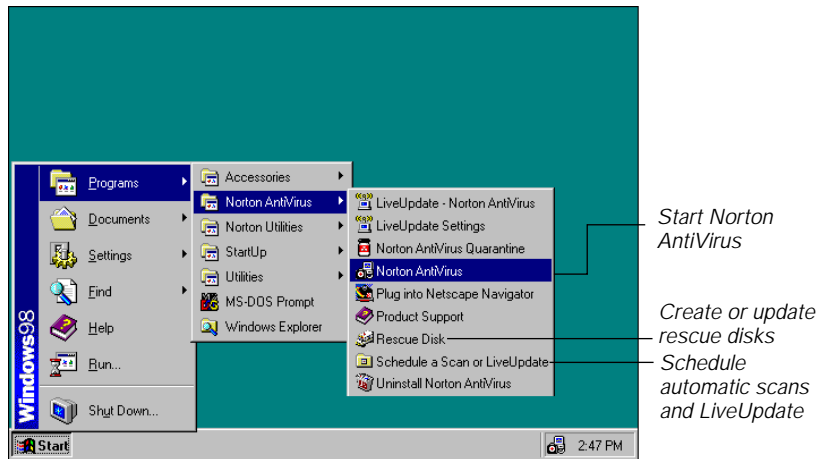 Windows98
Programs
Documents
Settings
Find
Help
Run...
Shut Down...
Accessories
Norton AntiVirus
Norton Utilities
StartUp
Utilities
MS-DOS Prompt
Windows Explorer
LiveUpdate - Norton AntiVirus
LiveUpdate Settings
Norton AntiVirus Quarantine
Norton AntiVirus
Plug into Netscape Navigator
Product Support
Rescue Disk
Schedule a Scan or LiveUpdate
Uninstall Norton AntiVirus
Start Norton
AntiVirus
Create or update
rescue disks
Schedule
automatic scans
and LiveUpdate
Start
2:47 PM